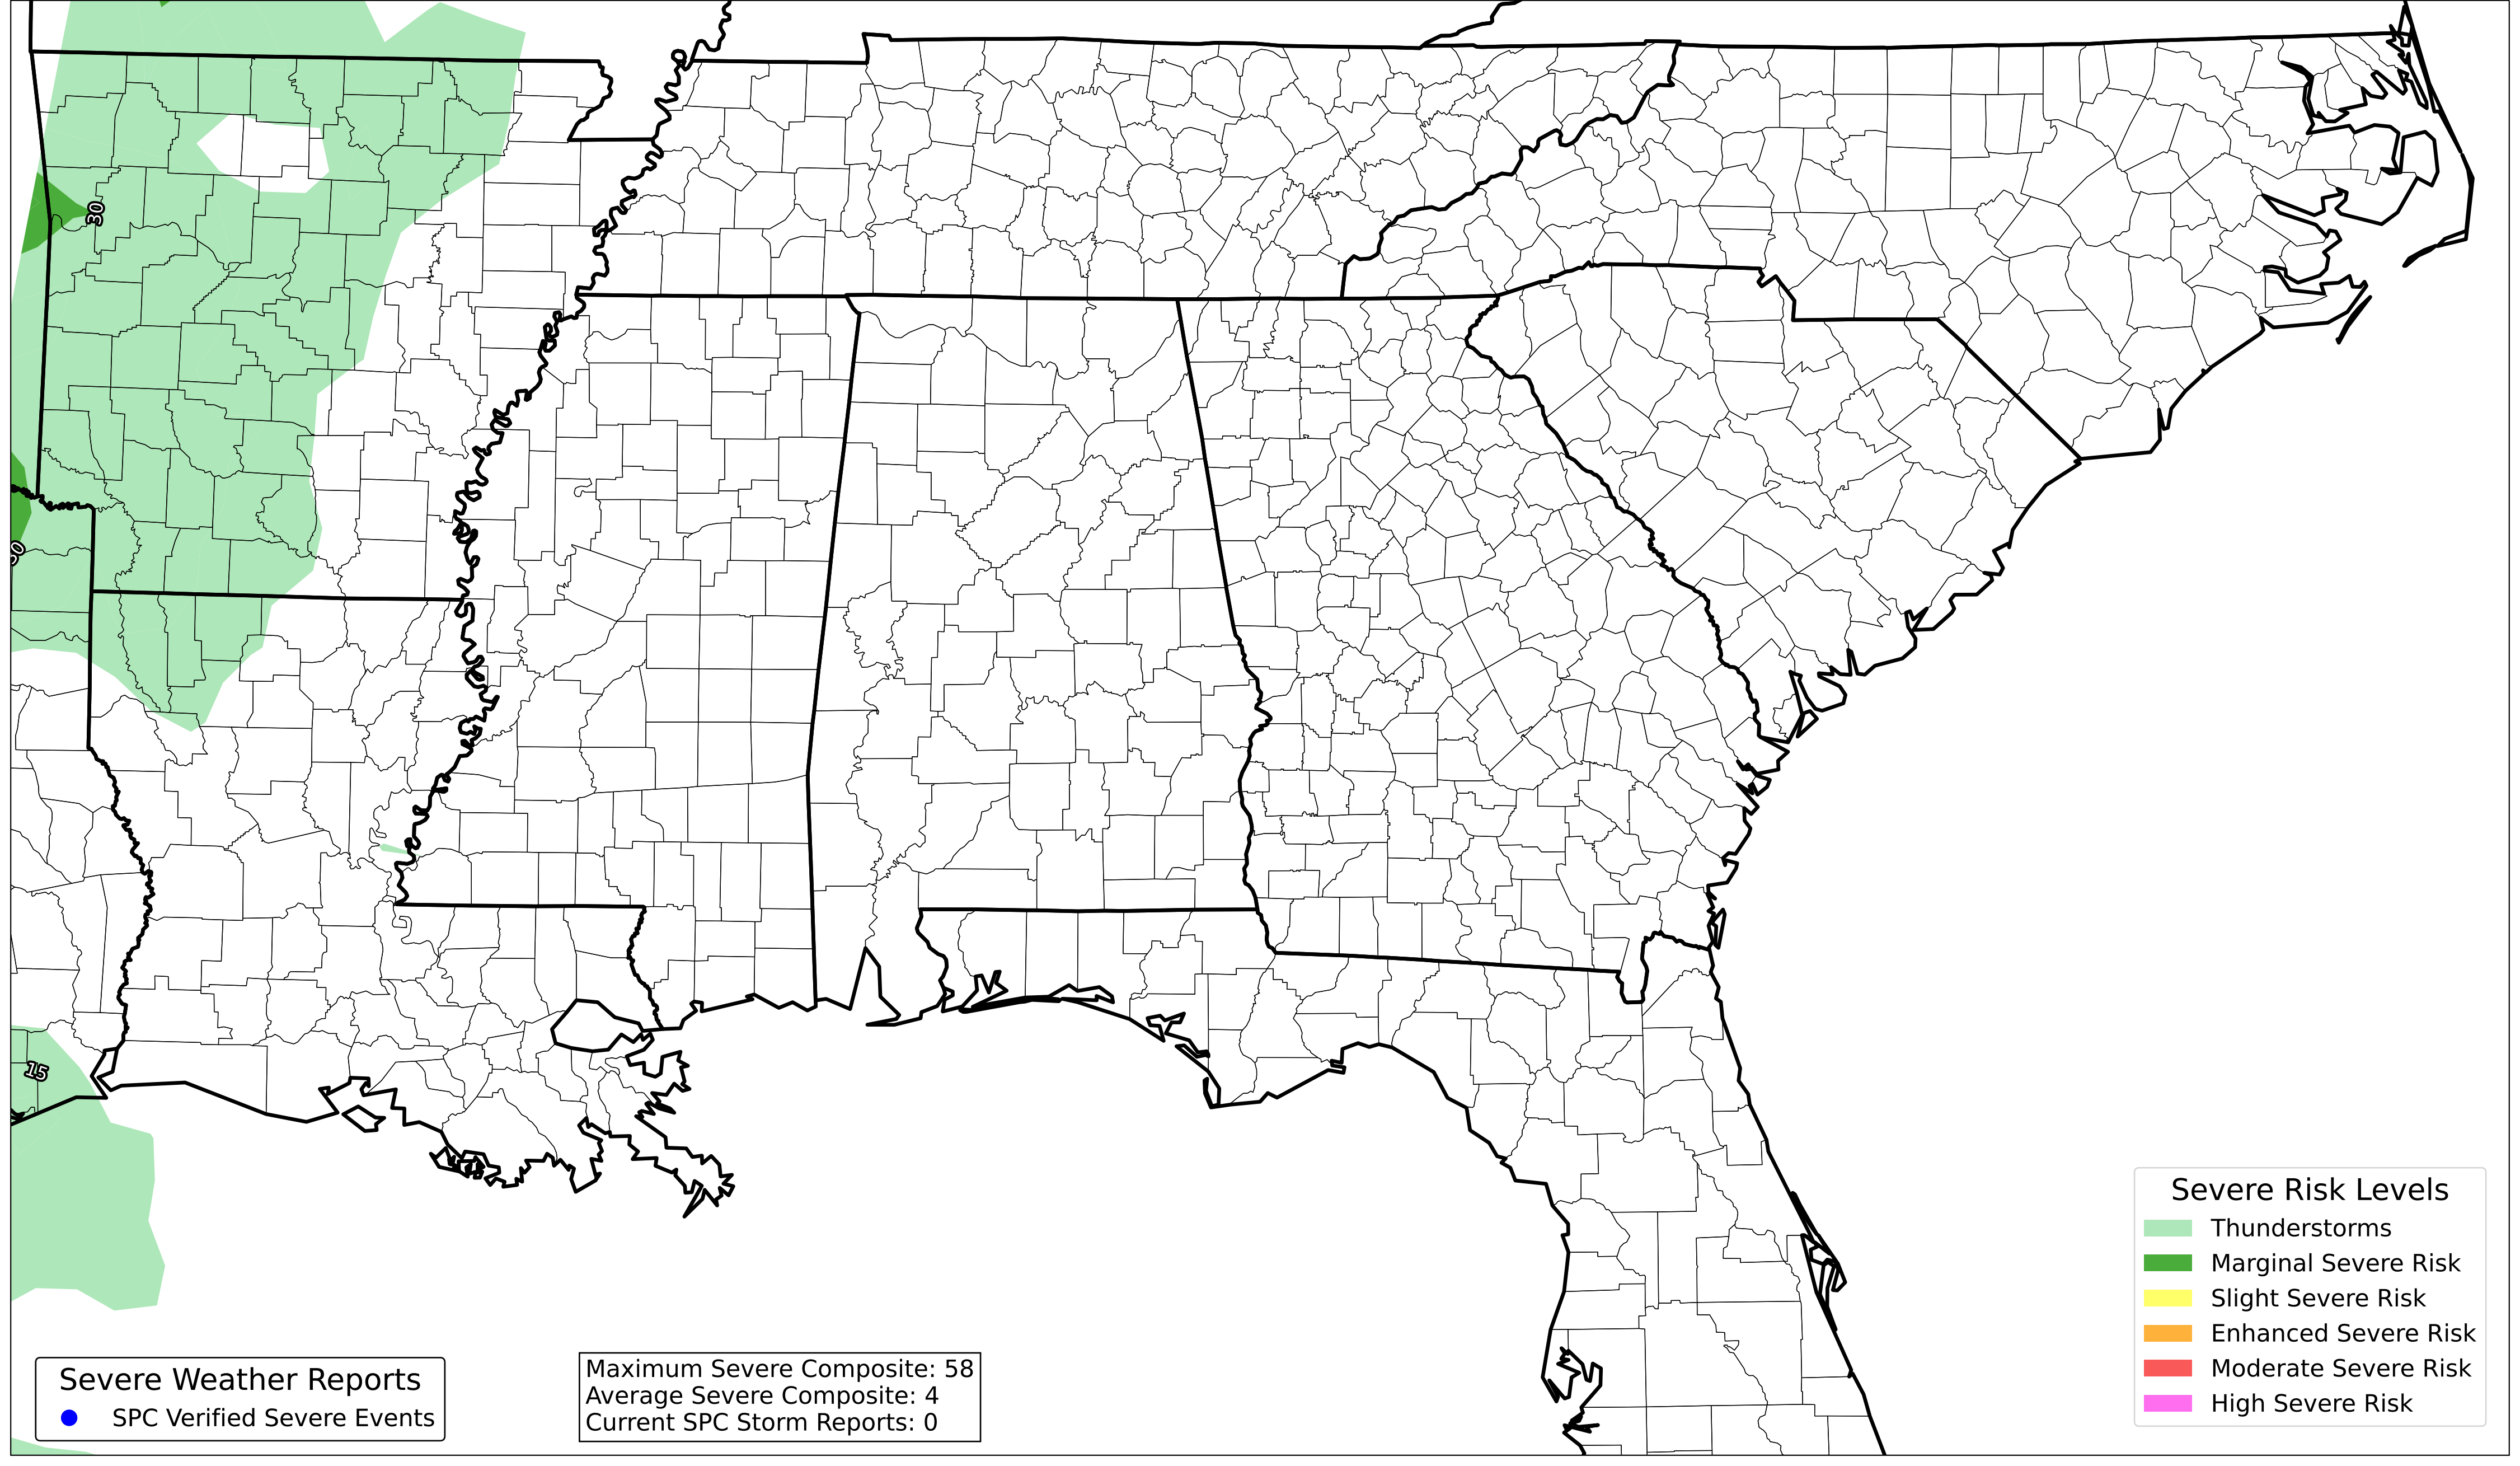 30
15
Severe Risk Levels
Thunderstorms
Marginal Severe Risk
Slight Severe Risk
Enhanced Severe Risk
Moderate Severe Risk
High Severe Risk
Severe Weather Reports
SPC Verified Severe Events
Maximum Severe Composite: 58
Average Severe Composite: 4
Current SPC Storm Reports: 0